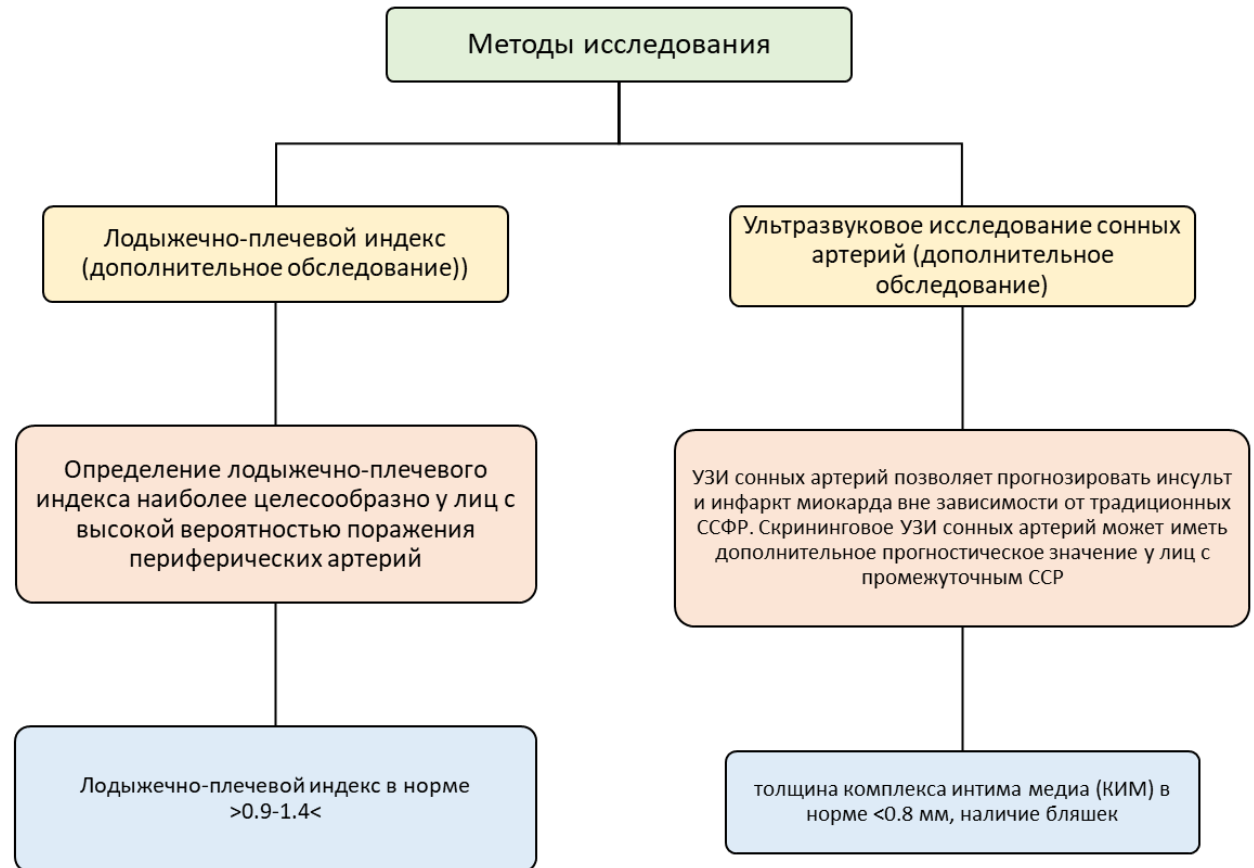 Методы исследования
Лодыжечно-плечевой индекс
(дополнительное обследование))
Ультразвуковое исследование сонных
артерий (дополнительное
обследование)
Определение лодыжечно-плечевого
индекса наиболее целесообразно у лиц с
высокой вероятностью поражения
периферических артерий
УЗИ сонных артерий позволяет прогнозировать инсульт
и инфаркт миокарда вне зависимости от традиционных
ССФР. Скрининговое УЗИ сонных артерий может иметь
дополнительное прогностическое значение у лиц с
промежуточным ССР
Лодыжечно-плечевой индекс в норме
>0.9-1.4<
толщина комплекса интима медиа (КИМ) в
норме <0.8 мм, наличие бляшек